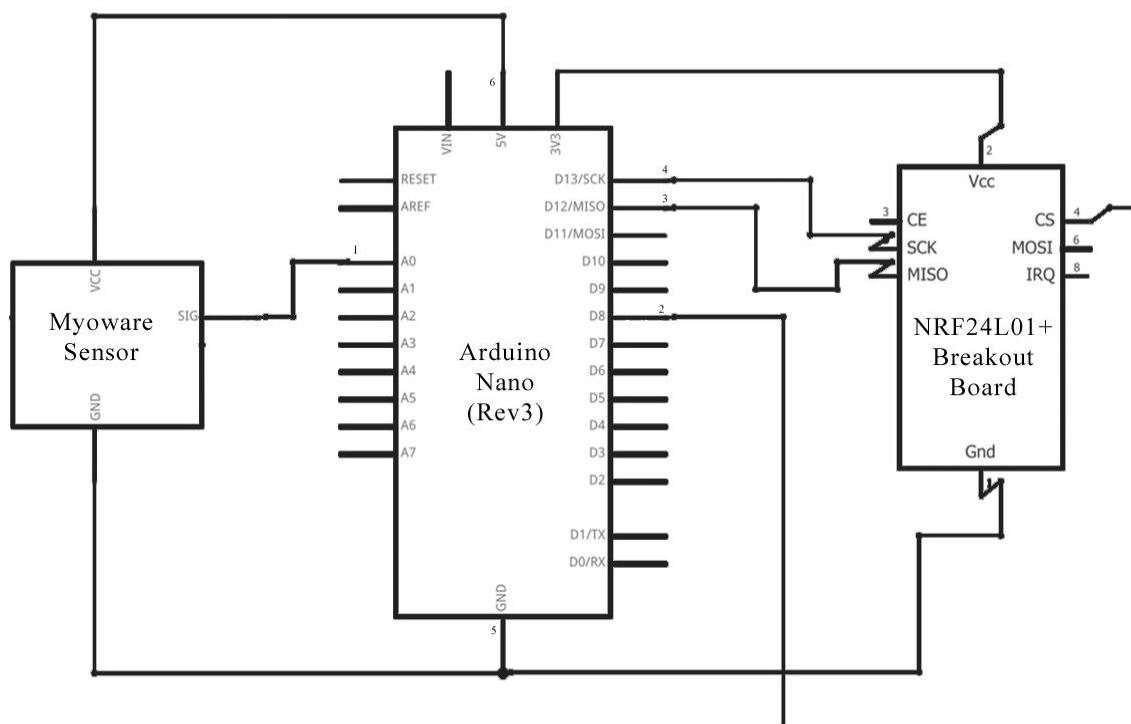 6
VIN
5V
3V3
2
Vcc
RESET
AREF
D13/SCK
4
D12/MISO
3
D11/MOSI
3
CE
CS
4
SCK
MOSI
6
MISO
IRQ
8
1
A0
D10
A1
D9
A2
D8
2
A3
D7
A4
D6
A5
D5
A6
D4
A7
D3
D2
D1/TX
D0/RX
GND
5
VCC
SIG
Myoware
Sensor
GND
Arduino
Nano
(Rev3)
NRF24L01+
Breakout
Board
Gnd
1